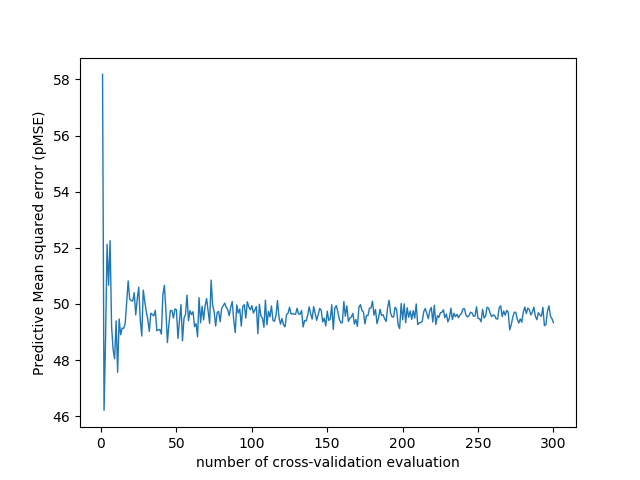 58
56
54
52
50
48
46
Predictive Mean squared error (pMSE)
0 50 100 150 200 250 300
number of cross-validation evaluation